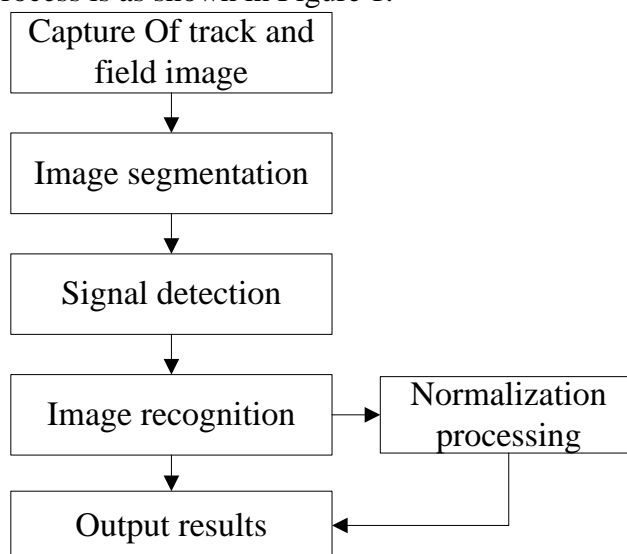 rocess is as shown in Figure 1.
Capture Of track and
field image
Image segmentation
Signal detection
Image recognition
Normalization
processing
Output results